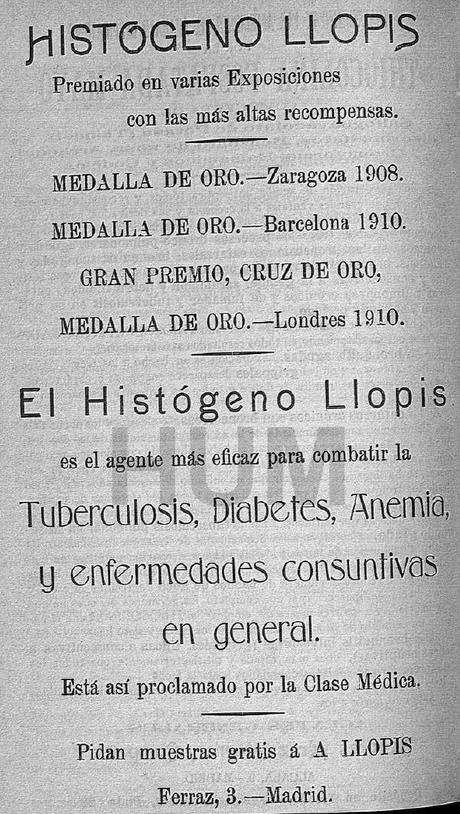 HISTÓGENO LLOPIS
Premiado en varias Exposiciones
con las más altas recompensas.
MEDALLA DE ORO.—Zaragoza 1908.
MEDALLA DE ORO.—Barcelona 1910.
GRAN PREMIO, CRUZ DE ORO,
MEDALLA DE ORO.—Londres 1910.
El Histógeno Llopis
HUM
es el agente más eficaz para combatir la
Tuberculosis, Diabetes, Anemia,
y enfermedades consuntivas
en general.
Está así proclamado por la Clase Médica.
Pidan muestras gratis á A LLOPIS
Ferraz, 3.—Madrid.